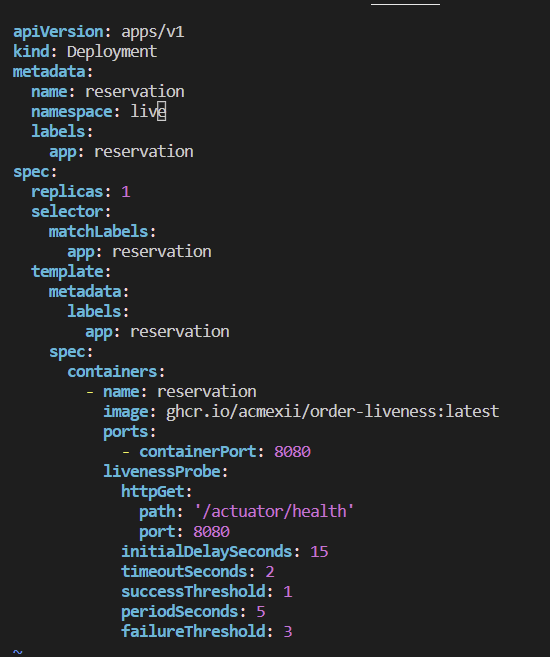 apiVersion: apps/v1
kind: Deployment
metadata:
  name: reservation
  namespace: live
  labels:
    app: reservation
spec:
  replicas: 1
  selector:
    matchLabels:
      app: reservation
  template:
    metadata:
      labels:
        app: reservation
    spec:
      containers:
        - name: reservation
          image: ghcr.io/acmexii/order-liveness:latest
          ports:
            - containerPort: 8080
          livenessProbe:
            httpGet:
              path: '/actuator/health'
              port: 8080
            initialDelaySeconds: 15
            timeoutSeconds: 2
            successThreshold: 1
            periodSeconds: 5
            failureThreshold: 3
~